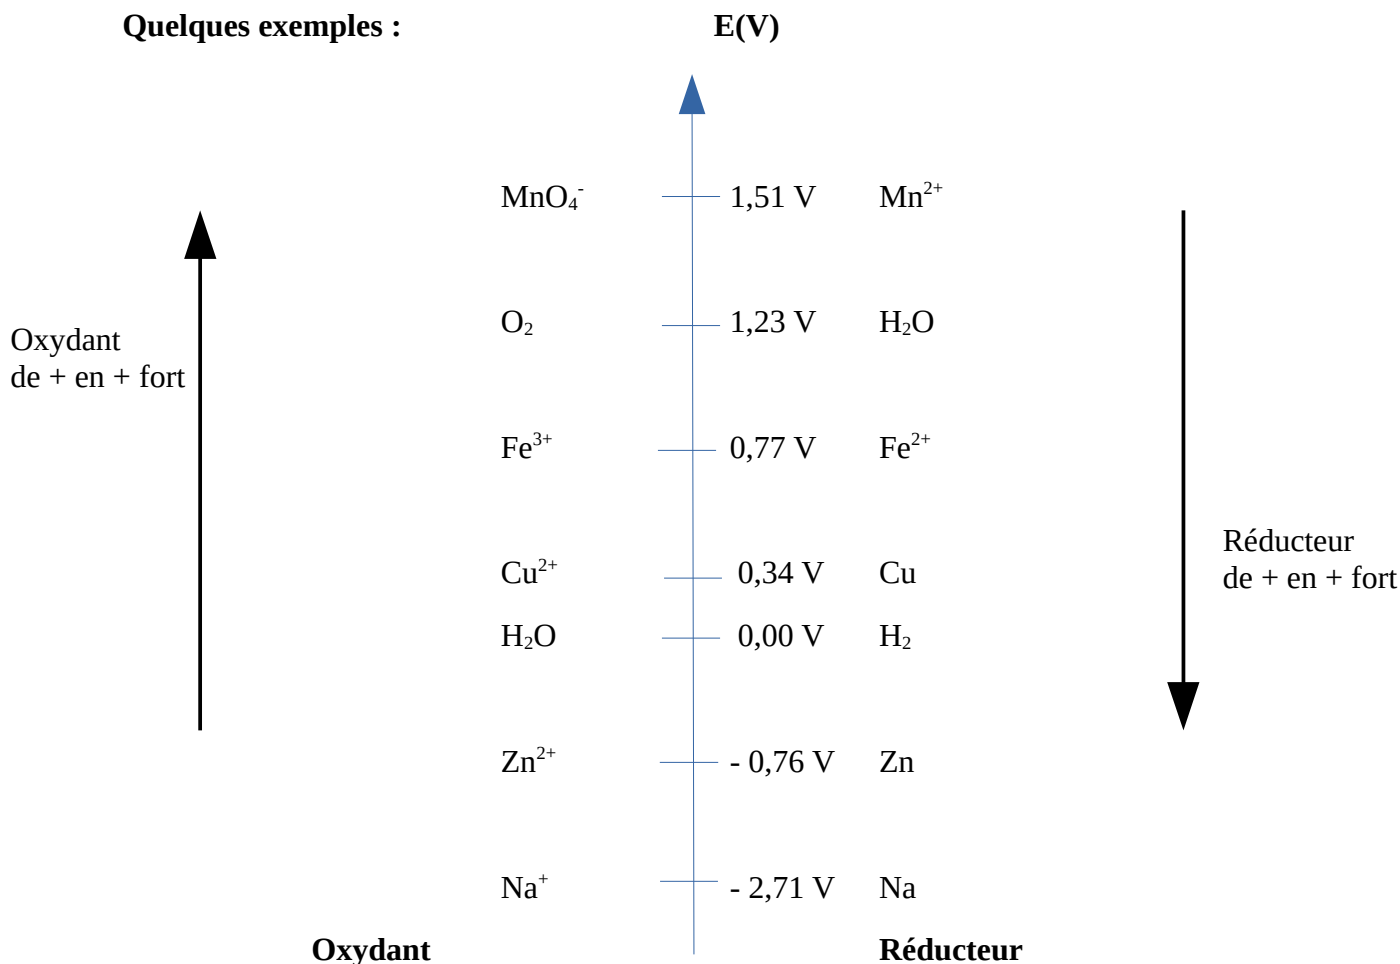 Quelques exemples : E(V)
MnO₄⁻ 1,51 V Mn²⁺
O₂ 1,23 V H₂O
Oxydant
de + en + fort
Fe³⁺ 0,77 V Fe²⁺
Réducteur
de + en + fort
Cu²⁺ 0,34 V Cu
H₂O 0,00 V H₂
Zn²⁺ - 0,76 V Zn
Na⁺ - 2,71 V Na
Oxydant Réducteur